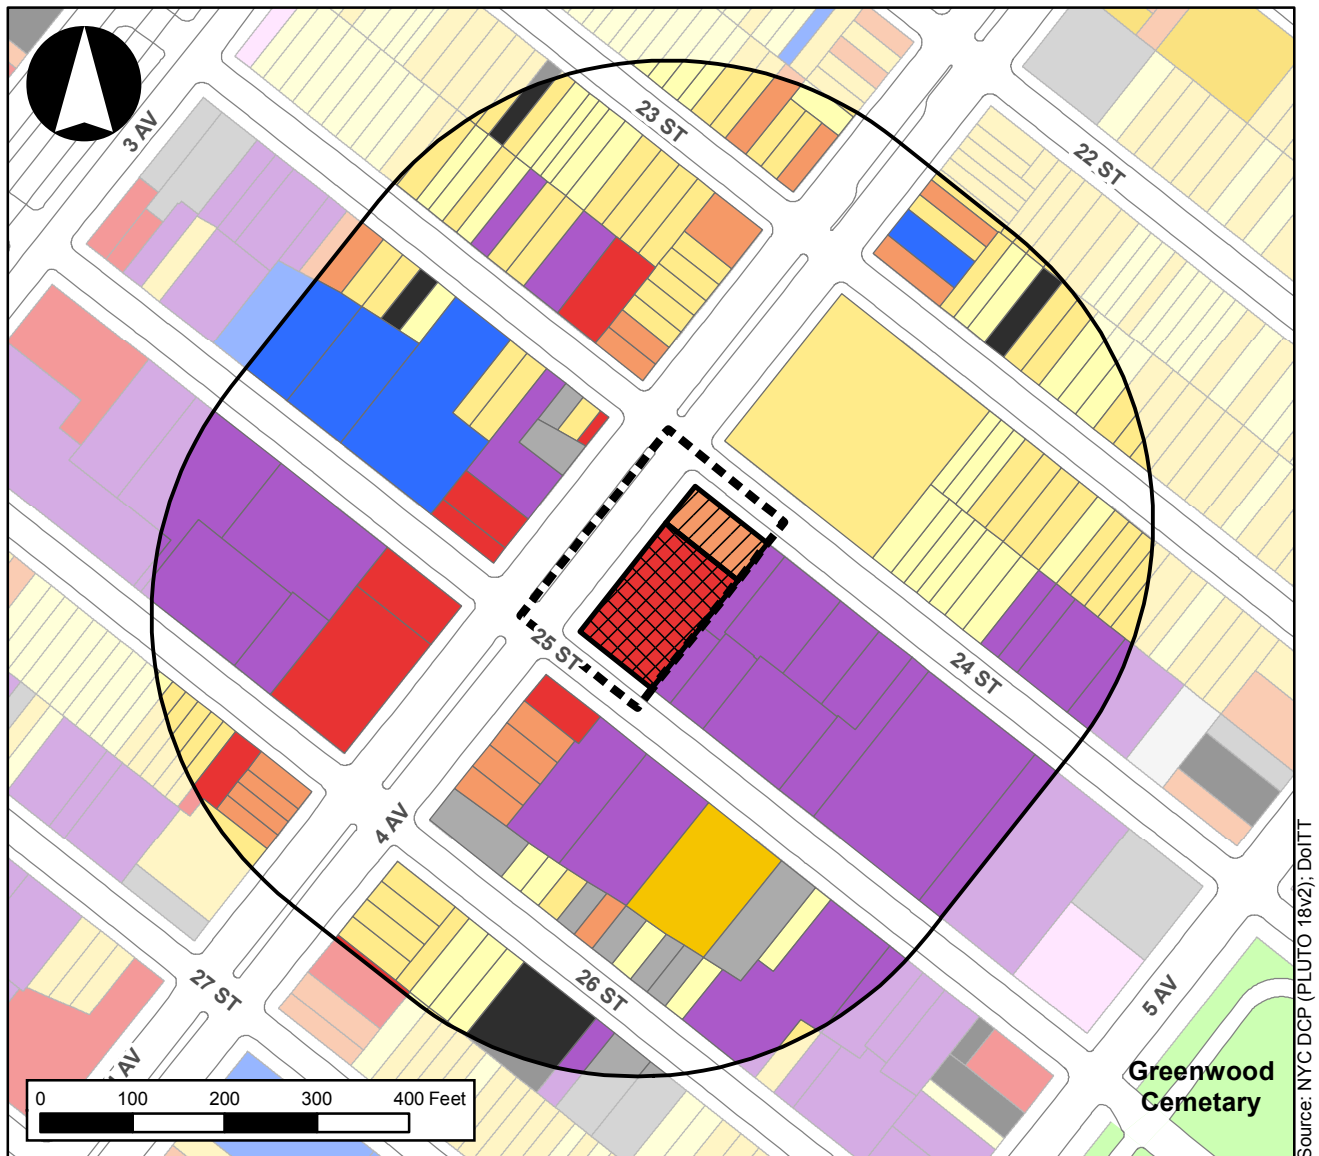 3 AV
23 ST
22 ST
25 ST
24 ST
4 AV
26 ST
27 ST
5 AV
AV
Greenwood
Cemetary
0 100 200 300 400 Feet
Source: NYC DCP (PLUTO 18v2); DoITT